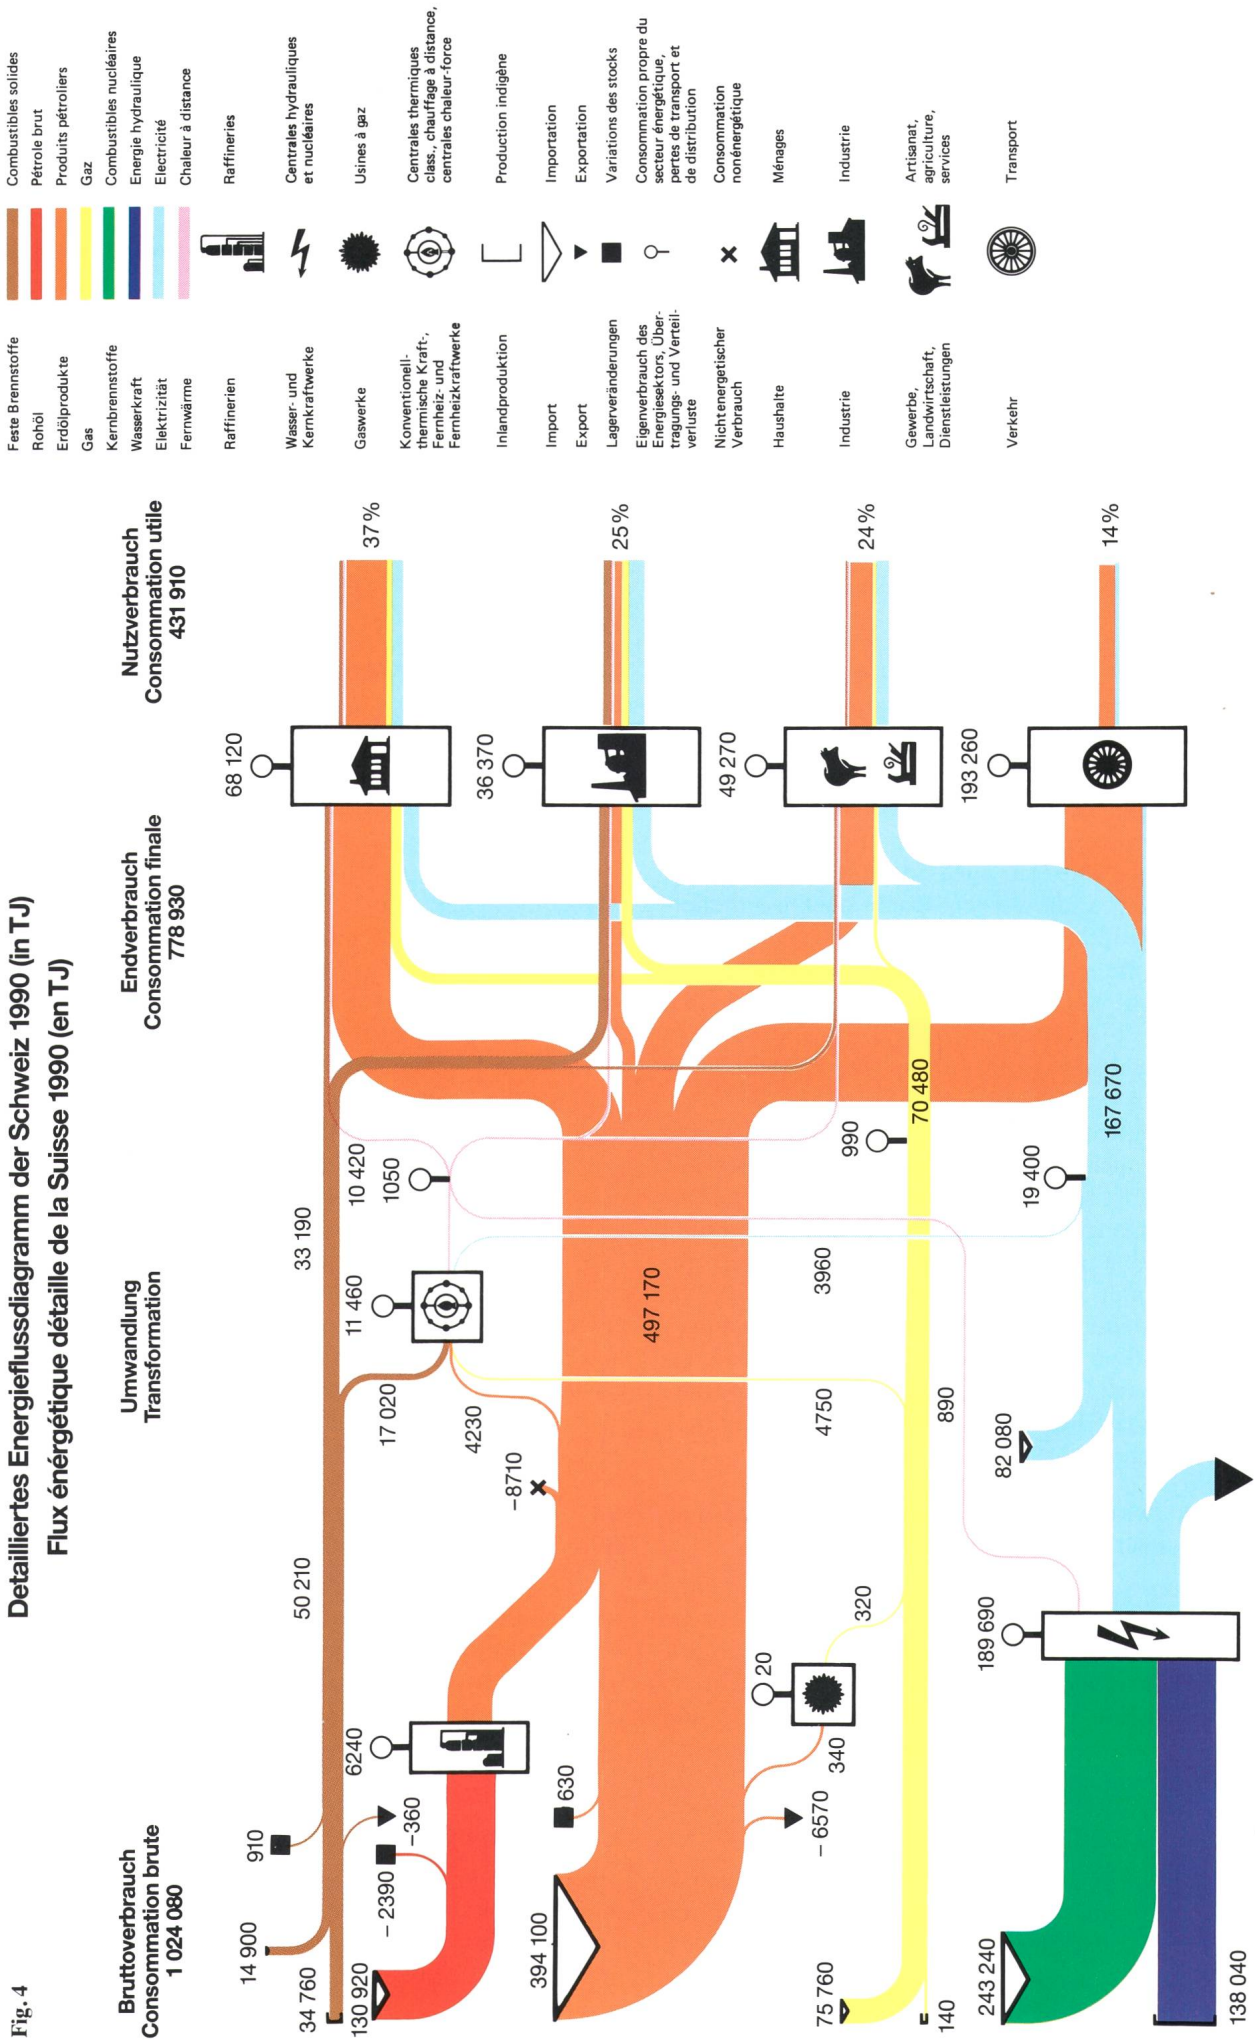 Fig. 4
Detailliertes Energieflussdiagramm der Schweiz 1990 (in TJ)
Flux énérgétique détaille de la Suisse 1990 (en TJ)
Bruttoverbrauch
Consommation brute
1 024 080
Umwandlung
Transformation
Endverbrauch
Consommation finale
778 930
Nutzverbrauch
Consommation utile
431 910
14 900
910
34 760
50 210
33 190
130 920
– 2390
–360
6240
17 020
11 460
10 420
1050
4230
–8710
394 100
630
– 6570
340
20
320
497 170
4750
3960
890
990
70 480
75 760
140
243 240
138 040
189 690
82 080
19 400
167 670
68 120
36 370
49 270
193 260
37 %
25 %
24 %
14 %
Feste Brennstoffe
Rohöl
Erdölprodukte
Gas
Kernbrennstoffe
Wasserkraft
Elektrizität
Fernwärme
Raffinerien
Wasser- und
Kernkraftwerke
Gaswerke
Konventionell-
thermische Kraft-,
Fernheiz- und
Fernheizkraftwerke
Inlandproduktion
Import
Export
Lagerveränderungen
Eigenverbrauch des
Energiesektors, Über-
tragungs- und Verteil-
verluste
Nichtenergetischer
Verbrauch
Haushalte
Industrie
Gewerbe,
Landwirtschaft,
Dienstleistungen
Verkehr
Combustibles solides
Pétrole brut
Produits pétroliers
Gaz
Combustibles nucléaires
Energie hydraulique
Electricité
Chaleur à distance
Raffineries
Centrales hydrauliques
et nucléaires
Usines à gaz
Centrales thermiques
class., chauffage à distance,
centrales chaleur-force
Production indigène
Importation
Exportation
Variations des stocks
Consommation propre du
secteur énergétique,
pertes de transport et
de distribution
Consommation
nonénergétique
Ménages
Industrie
Artisanat,
agriculture,
services
Transport